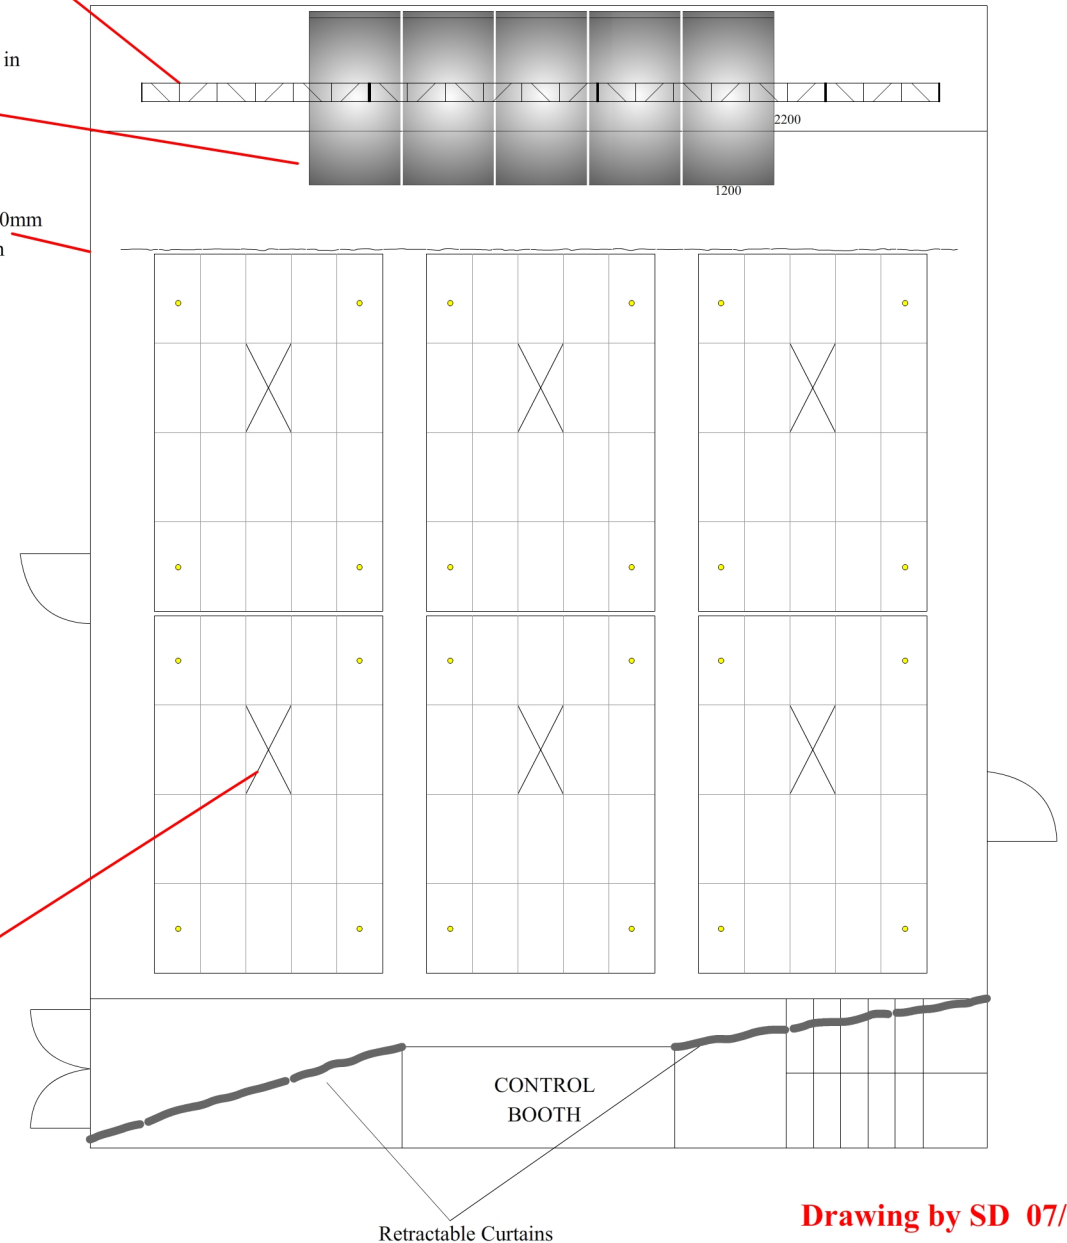 in
0mm
2200
1200
CONTROL
BOOTH
Retractable Curtains
Drawing by SD 07/